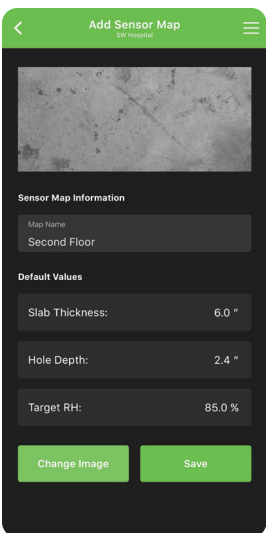 Add Sensor Map
SW Hospital
Sensor Map Information
Map Name
Second Floor
Default Values
Slab Thickness: 6.0 "
Hole Depth: 2.4 "
Target RH: 85.0 %
Change Image Save